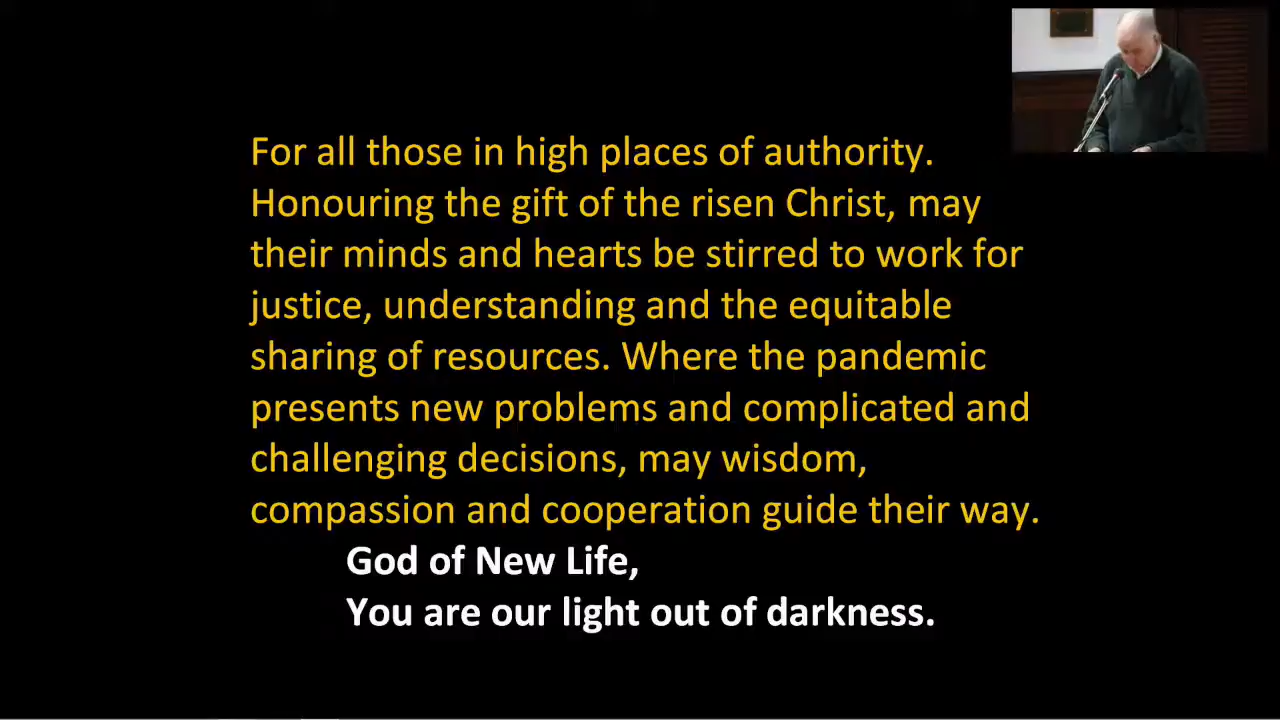 For all those in high places of authority.
Honouring the gift of the risen Christ, may
their minds and hearts be stirred to work for
justice, understanding and the equitable
sharing of resources. Where the pandemic
presents new problems and complicated and
challenging decisions, may wisdom,
compassion and cooperation guide their way.
God of New Life,
You are our light out of darkness.